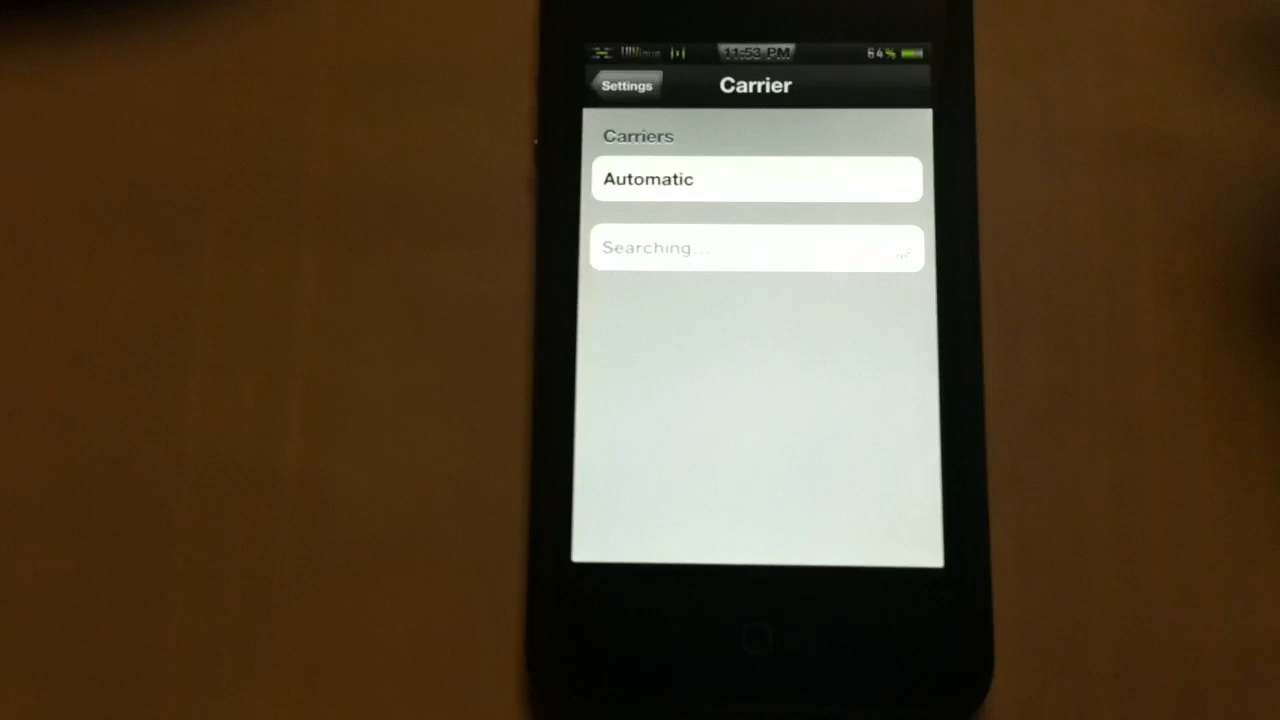 11:53 PM 64%
Settings Carrier
Carriers
Automatic
Searching...